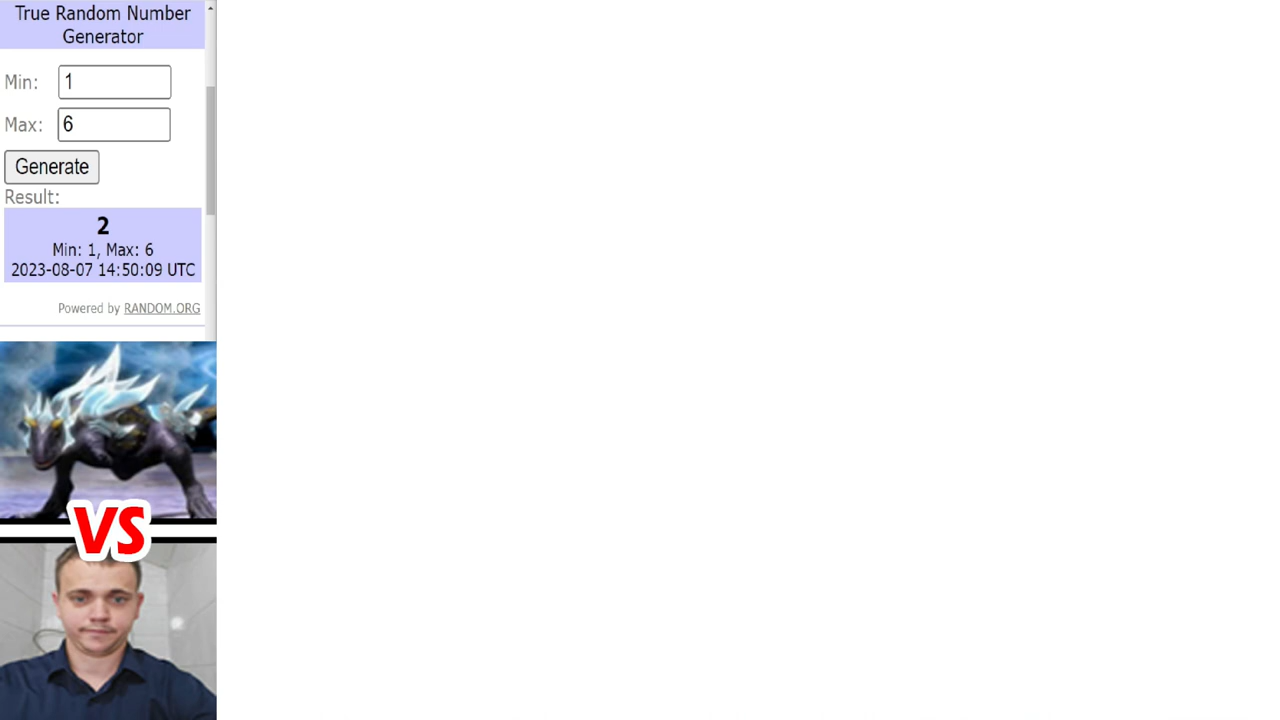 True Random Number
Generator
Min: 1
Max: 6
Generate
Result:
2
Min: 1, Max: 6
2023-08-07 14:50:09 UTC
Powered by RANDOM.ORG
VS